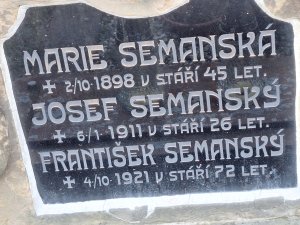 MARIE SEMANSKÁ
✠ 2/10 1898 V STÁŘÍ 45 LET.
JOSEF SEMANSKÝ
✠ 6/1 1911 V STÁŘÍ 26 LET.
FRANTIŠEK SEMANSKÝ
✠ 4/10 1921 V STÁŘÍ 72 LET.